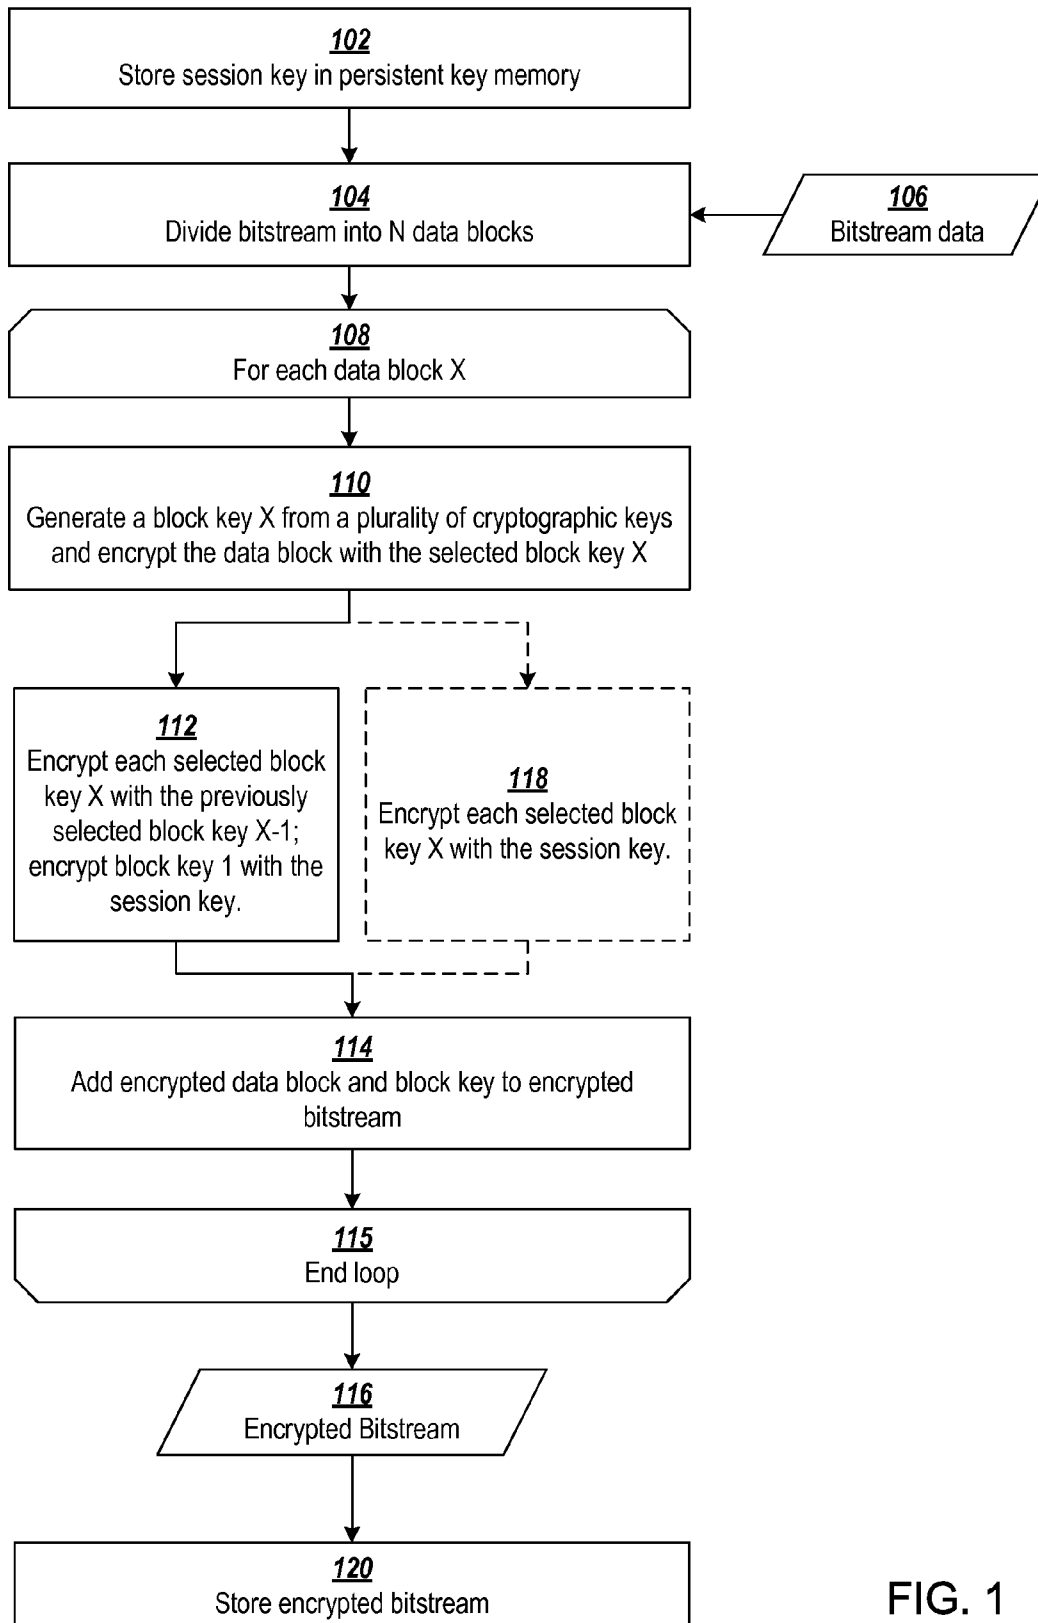 102
Store session key in persistent key memory
104
Divide bitstream into N data blocks
106
Bitstream data
108
For each data block X
110
Generate a block key X from a plurality of cryptographic keys
and encrypt the data block with the selected block key X
112
Encrypt each selected block
key X with the previously
selected block key X-1;
encrypt block key 1 with the
session key.
118
Encrypt each selected block
key X with the session key.
114
Add encrypted data block and block key to encrypted
bitstream
115
End loop
116
Encrypted Bitstream
120
Store encrypted bitstream
FIG. 1